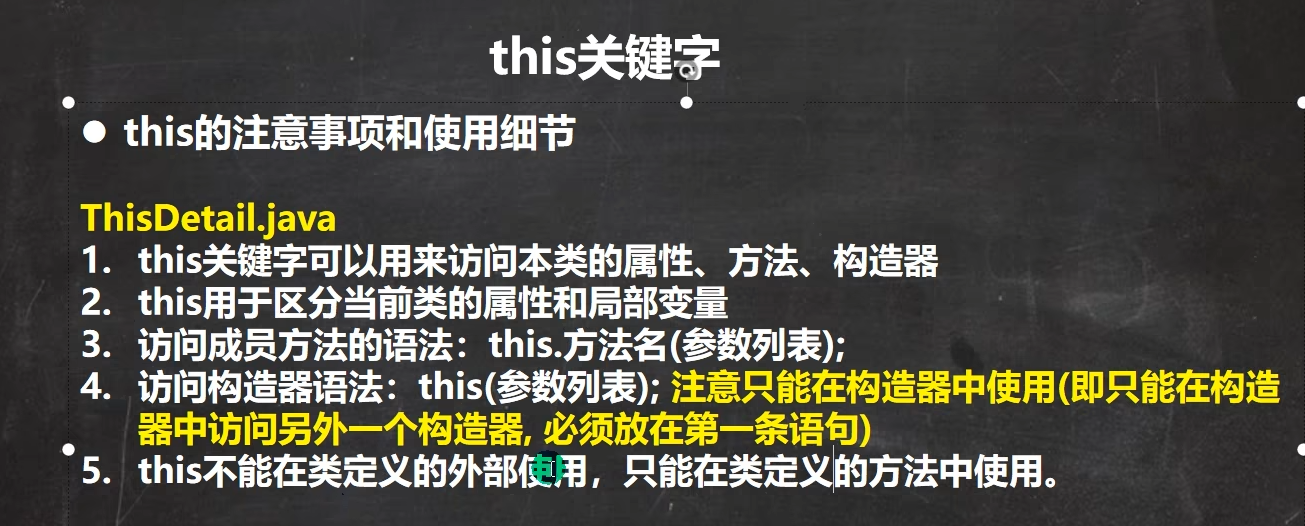 this关键字
● this的注意事项和使用细节
ThisDetail.java
1. this关键字可以用来访问本类的属性、方法、构造器
2. this用于区分当前类的属性和局部变量
3. 访问成员方法的语法：this.方法名(参数列表);
4. 访问构造器语法：this(参数列表); 注意只能在构造器中使用(即只能在构造
器中访问另外一个构造器, 必须放在第一条语句)
5. this不能在类定义的外部使用，只能在类定义的方法中使用。